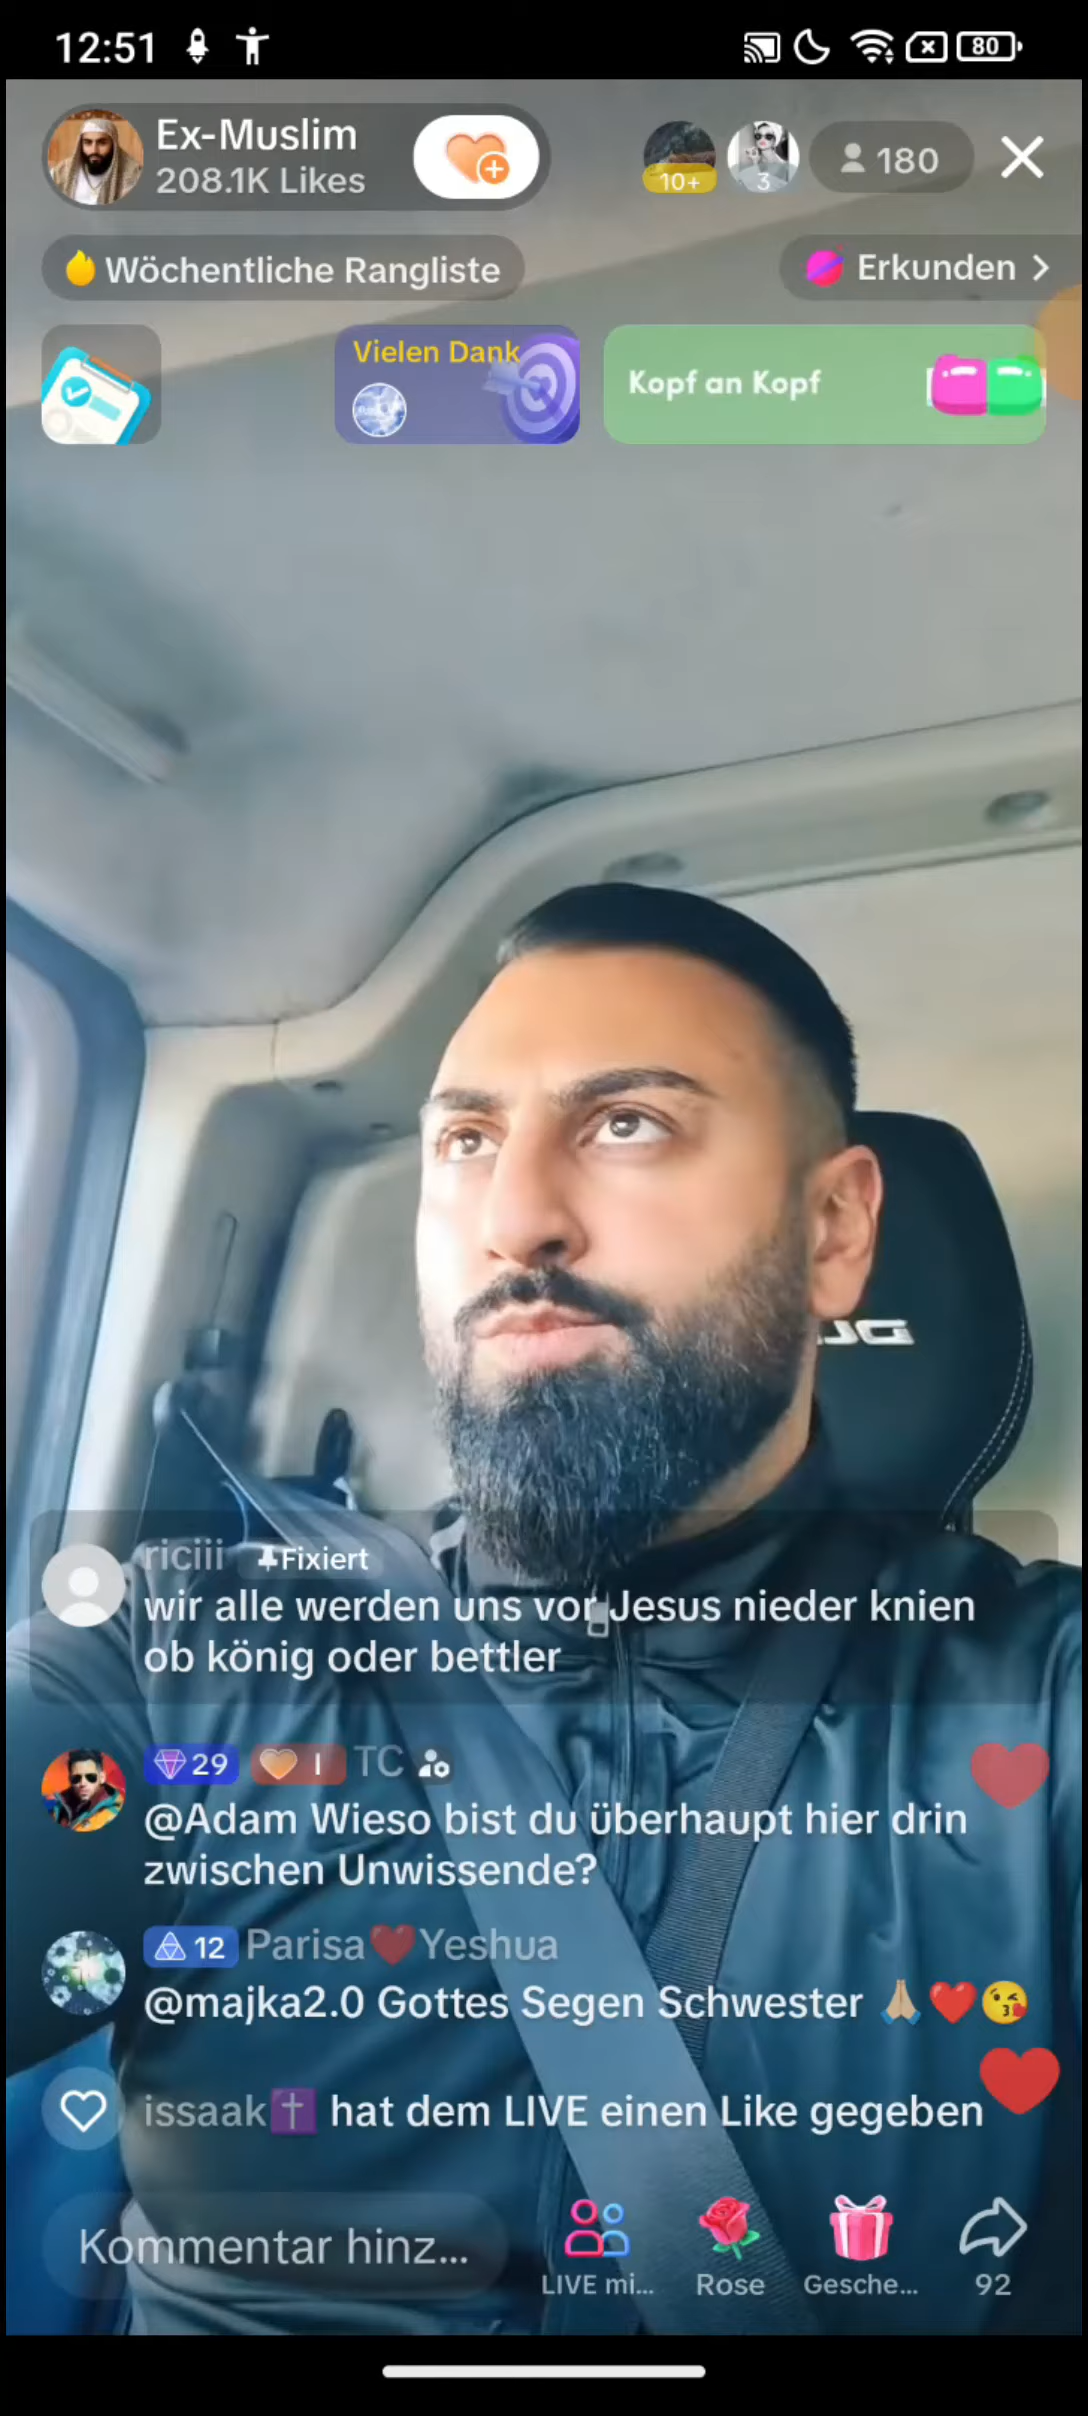 12:51
80
Ex-Muslim
208.1K Likes
10+
3
180
Wöchentliche Rangliste
Erkunden >
Vielen Dank
Kopf an Kopf
riciii Fixiert
wir alle werden uns vor Jesus nieder knien
ob könig oder bettler
29 I TC
@Adam Wieso bist du überhaupt hier drin
zwischen Unwissende?
12 Parisa❤️Yeshua
@majka2.0 Gottes Segen Schwester 🙏🏼❤️😘
issaak✝️ hat dem LIVE einen Like gegeben
Kommentar hinz...
LIVE mi...
Rose
Gesche...
92